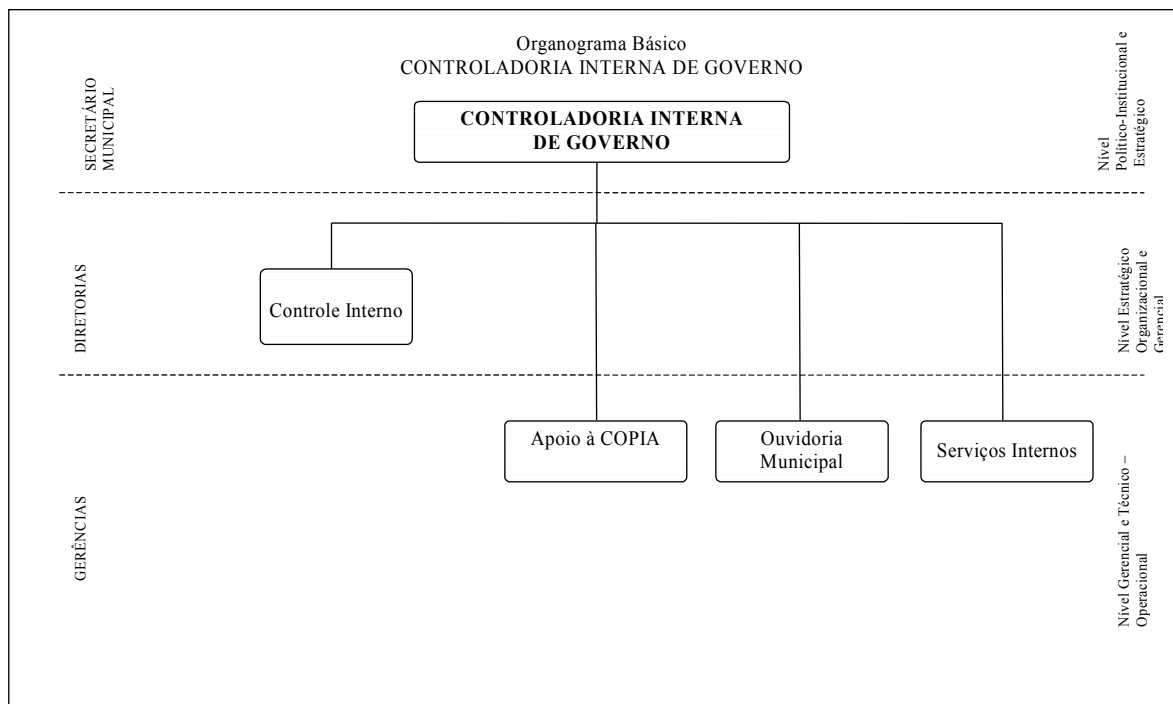 Organograma Básico
CONTROLADORIA INTERNA DE GOVERNO
SECRETÁRIO
MUNICIPAL
CONTROLADORIA INTERNA
DE GOVERNO
Nível
Político-Institucional e
Estratégico
DIRETORIAS
Controle Interno
Nível Estratégico
Organizacional e
Gerencial
GERÊNCIAS
Apoio à COPIA
Ouvidoria
Municipal
Serviços Internos
Nível Gerencial e Técnico –
Operacional